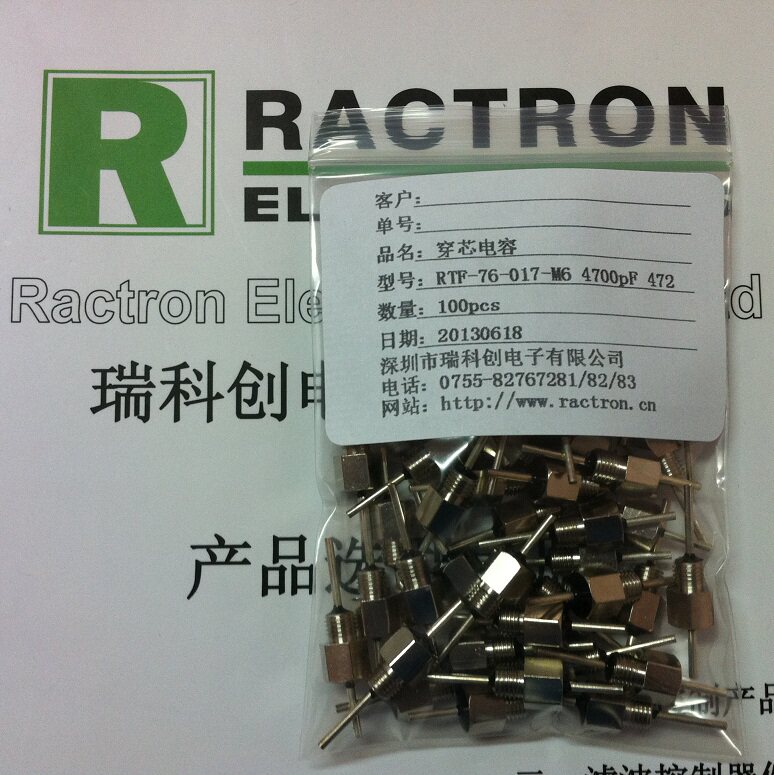 R RACTRON
EL
Ractron Ele d
瑞科创电
产品选
制产品
二、滤波控制器
客户：
单号：
品名：穿芯电容
型号：RTF-76-017-M6 4700pF 472
数量：100pcs
日期：20130618
深圳市瑞科创电子有限公司
电话：0755-82767281/82/83
网站：http://www.ractron.cn